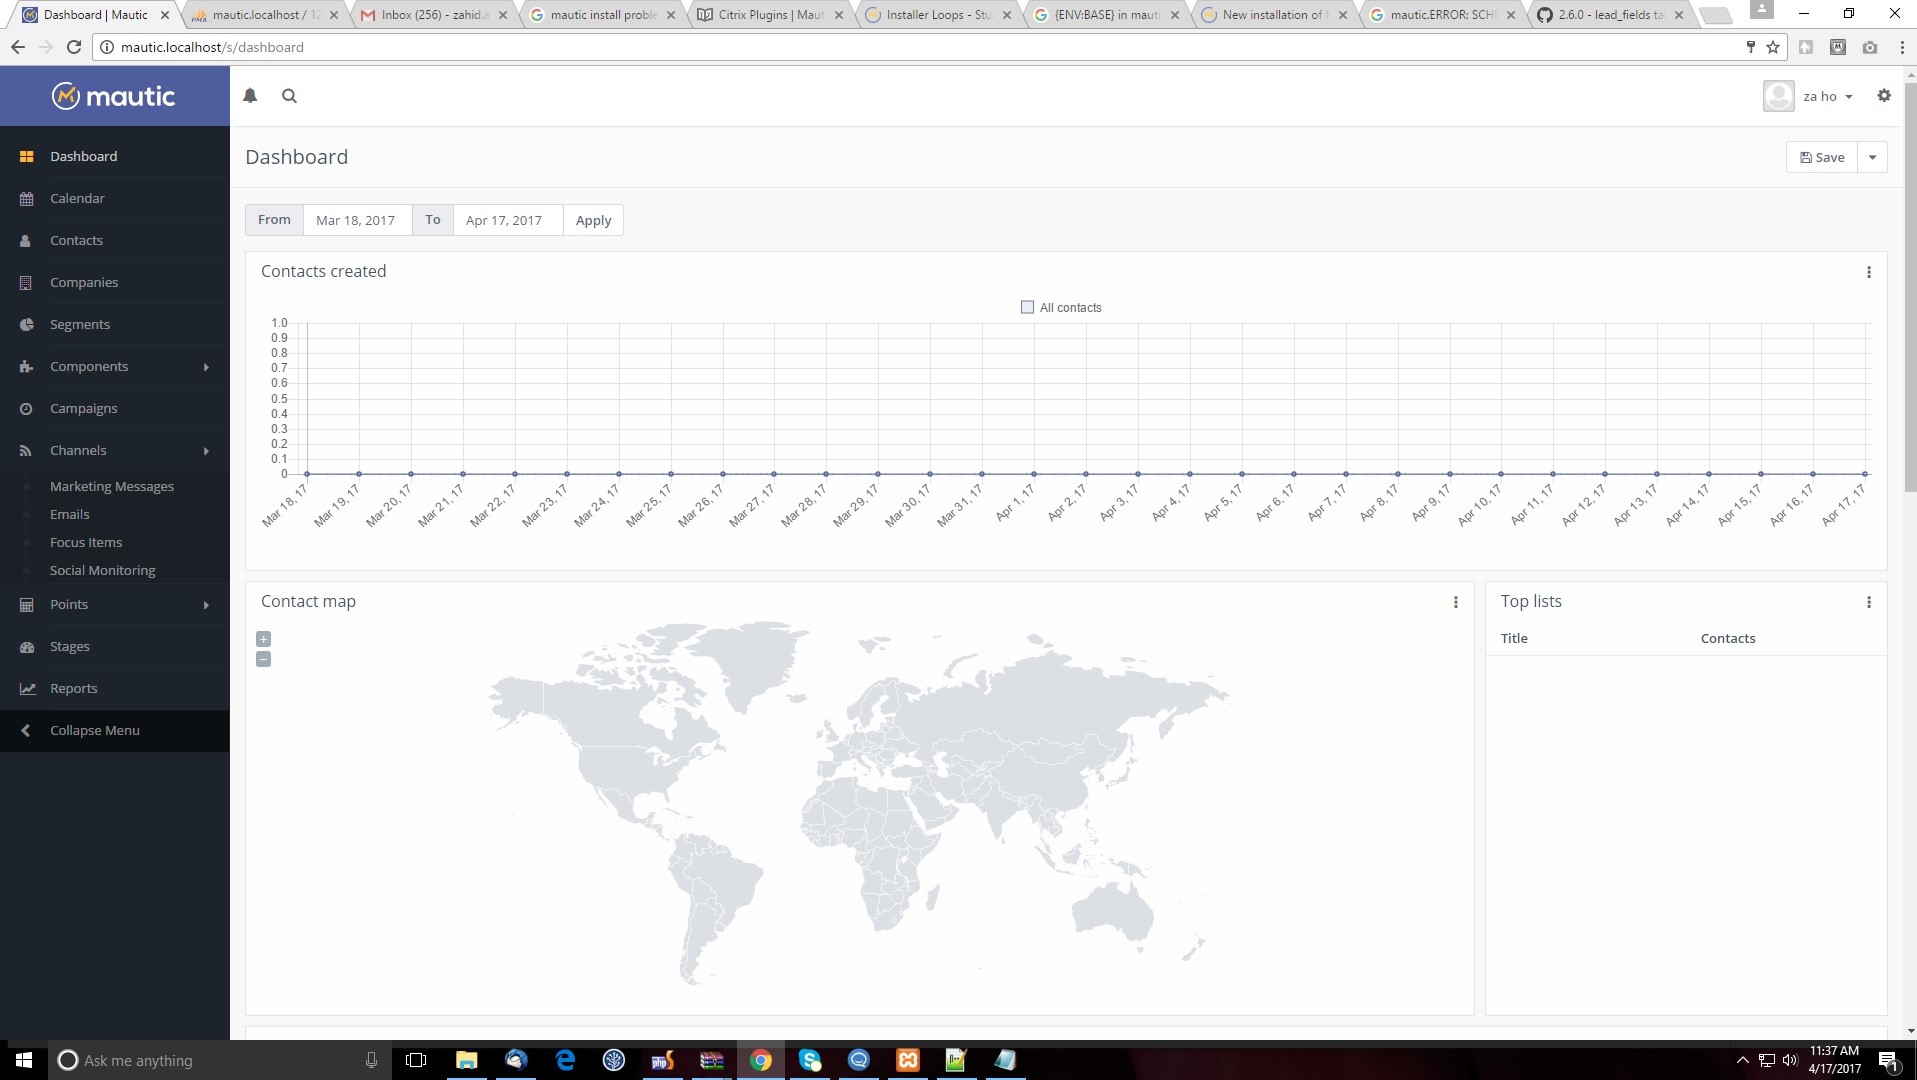 Dashboard | Mautic
mautic.localhost / 12
Inbox (256) - zahid.a
mautic install proble
Citrix Plugins | Maut
Installer Loops - Stu
{ENV:BASE} in mauti
New installation of
mautic.ERROR: SCHE
2.6.0 - lead_fields ta
mautic.localhost/s/dashboard
mautic
za ho
Dashboard
Calendar
Contacts
Companies
Segments
Components
Campaigns
Channels
Marketing Messages
Emails
Focus Items
Social Monitoring
Points
Stages
Reports
Collapse Menu
Dashboard
Save
From Mar 18, 2017 To Apr 17, 2017 Apply
Contacts created
All contacts
1.0
0.9
0.8
0.7
0.6
0.5
0.4
0.3
0.2
0.1
0
Mar 18, 17
Mar 19, 17
Mar 20, 17
Mar 21, 17
Mar 22, 17
Mar 23, 17
Mar 24, 17
Mar 25, 17
Mar 26, 17
Mar 27, 17
Mar 28, 17
Mar 29, 17
Mar 30, 17
Mar 31, 17
Apr 1, 17
Apr 2, 17
Apr 3, 17
Apr 4, 17
Apr 5, 17
Apr 6, 17
Apr 7, 17
Apr 8, 17
Apr 9, 17
Apr 10, 17
Apr 11, 17
Apr 12, 17
Apr 13, 17
Apr 14, 17
Apr 15, 17
Apr 16, 17
Apr 17, 17
Contact map
+
−
Top lists
Title Contacts
Ask me anything
php
11:37 AM
4/17/2017
1